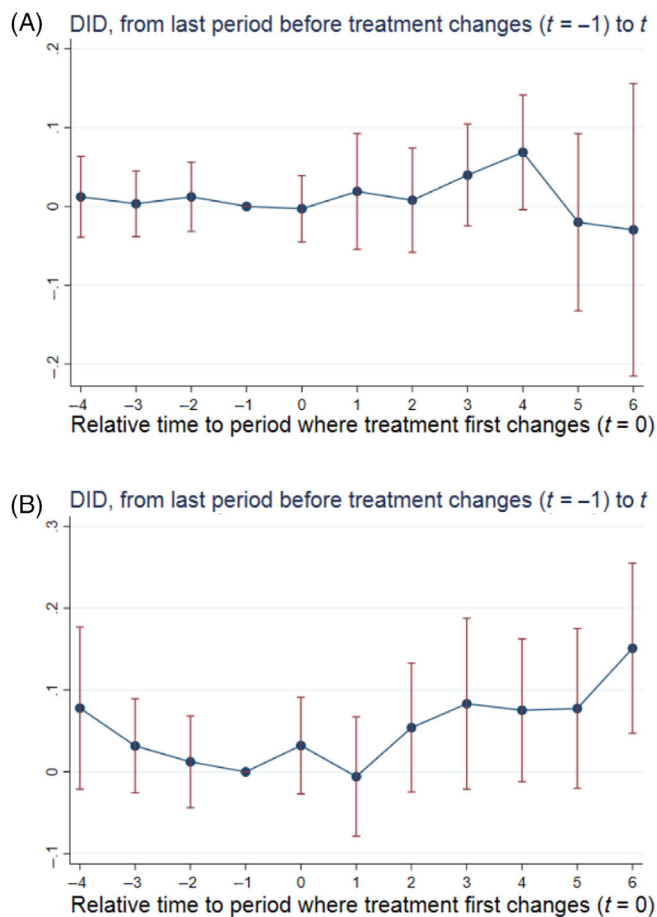 (A) DID, from last period before treatment changes (t = –1) to t
.2
.1
0
–.1
–.2
–4 –3 –2 –1 0 1 2 3 4 5 6
Relative time to period where treatment first changes (t = 0)
(B) DID, from last period before treatment changes (t = –1) to t
.3
.2
.1
0
–.1
–4 –3 –2 –1 0 1 2 3 4 5 6
Relative time to period where treatment first changes (t = 0)